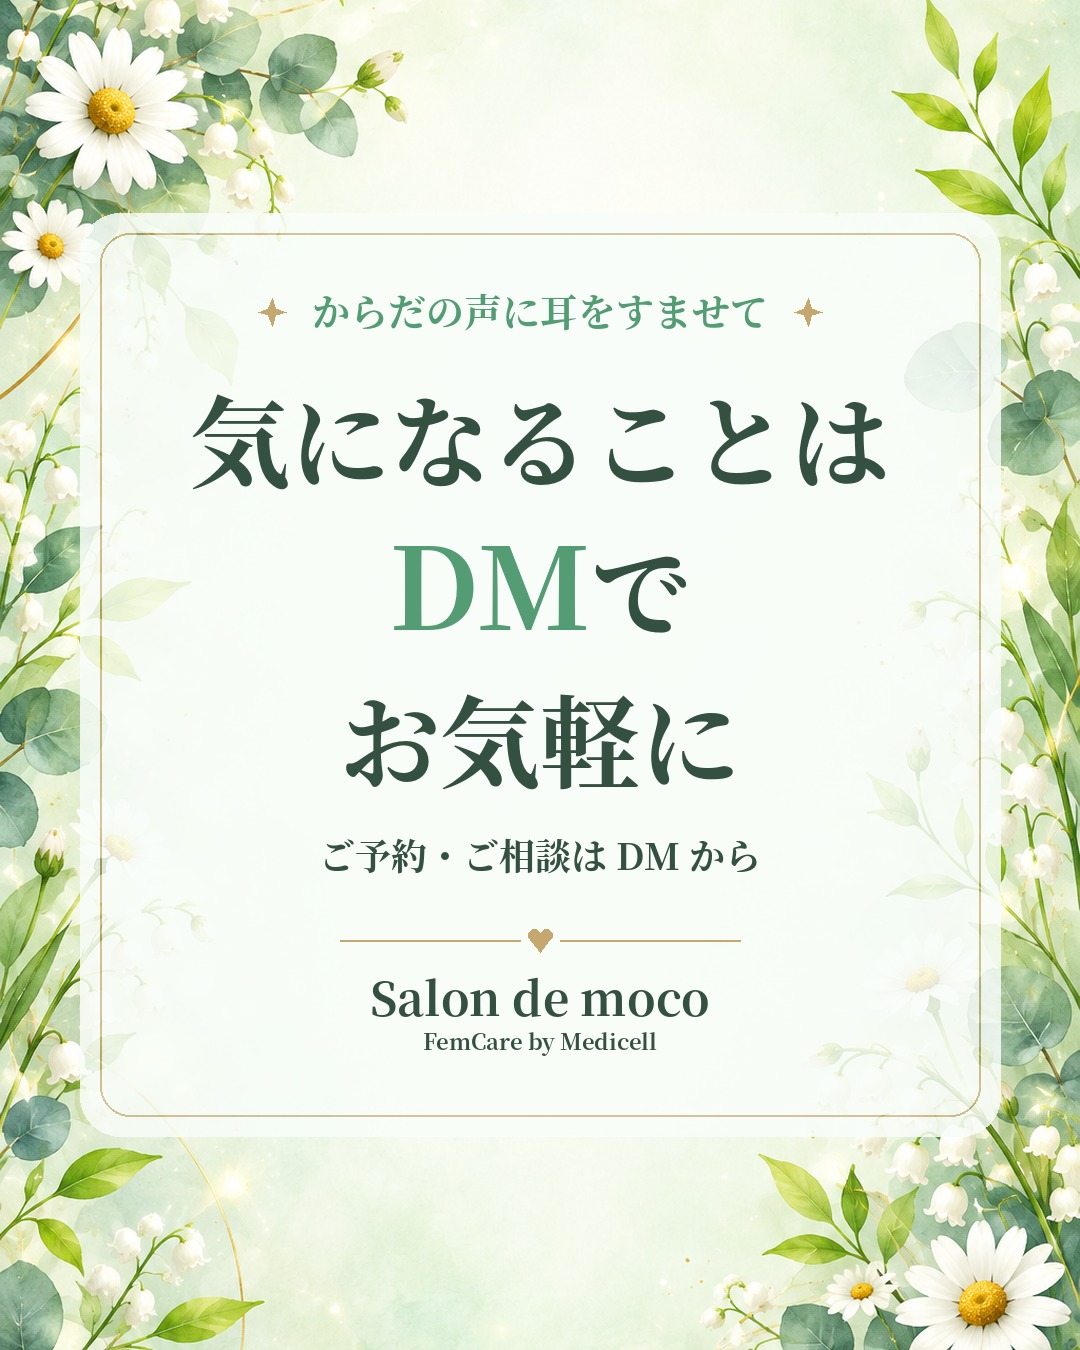 からだの声に耳をすませて
気になることは
DMで
お気軽に
ご予約・ご相談は DM から
Salon de moco
FemCare by Medicell